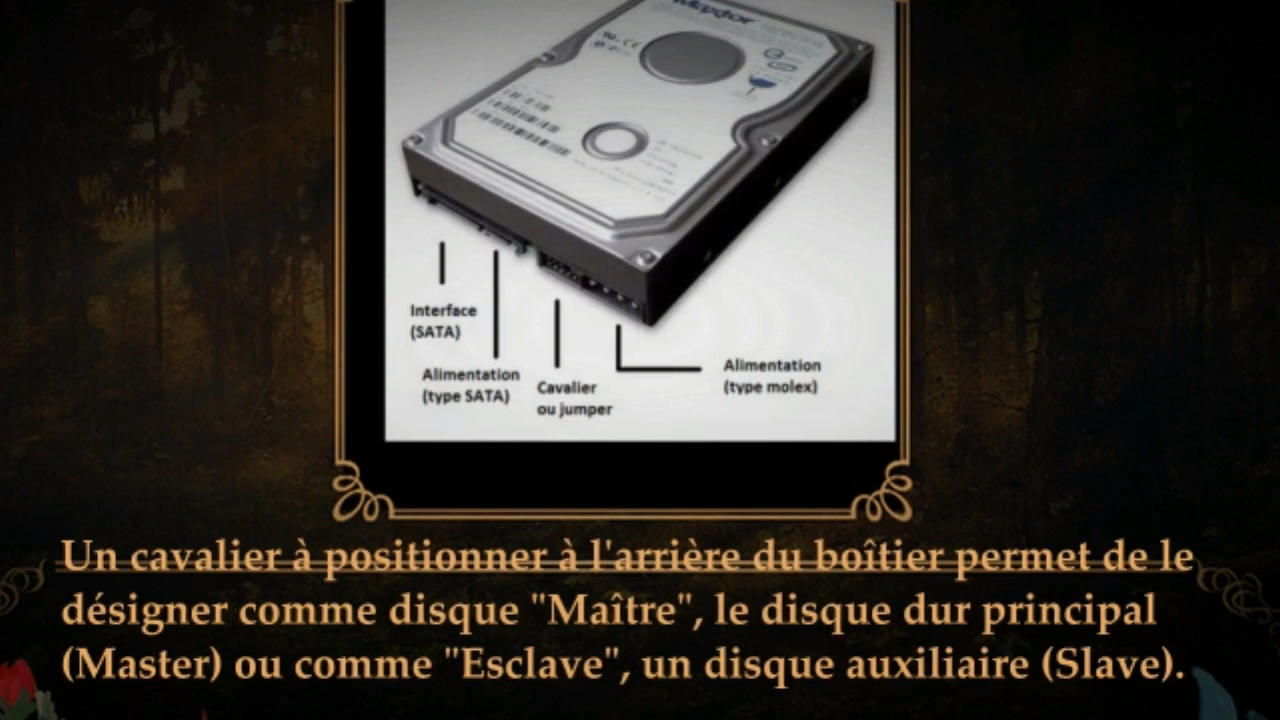 Maxtor
Interface
(SATA)
Alimentation
(type SATA)
Cavalier
ou jumper
Alimentation
(type molex)
Un cavalier à positionner à l'arrière du boîtier permet de le
désigner comme disque "Maître", le disque dur principal
(Master) ou comme "Esclave", un disque auxiliaire (Slave).